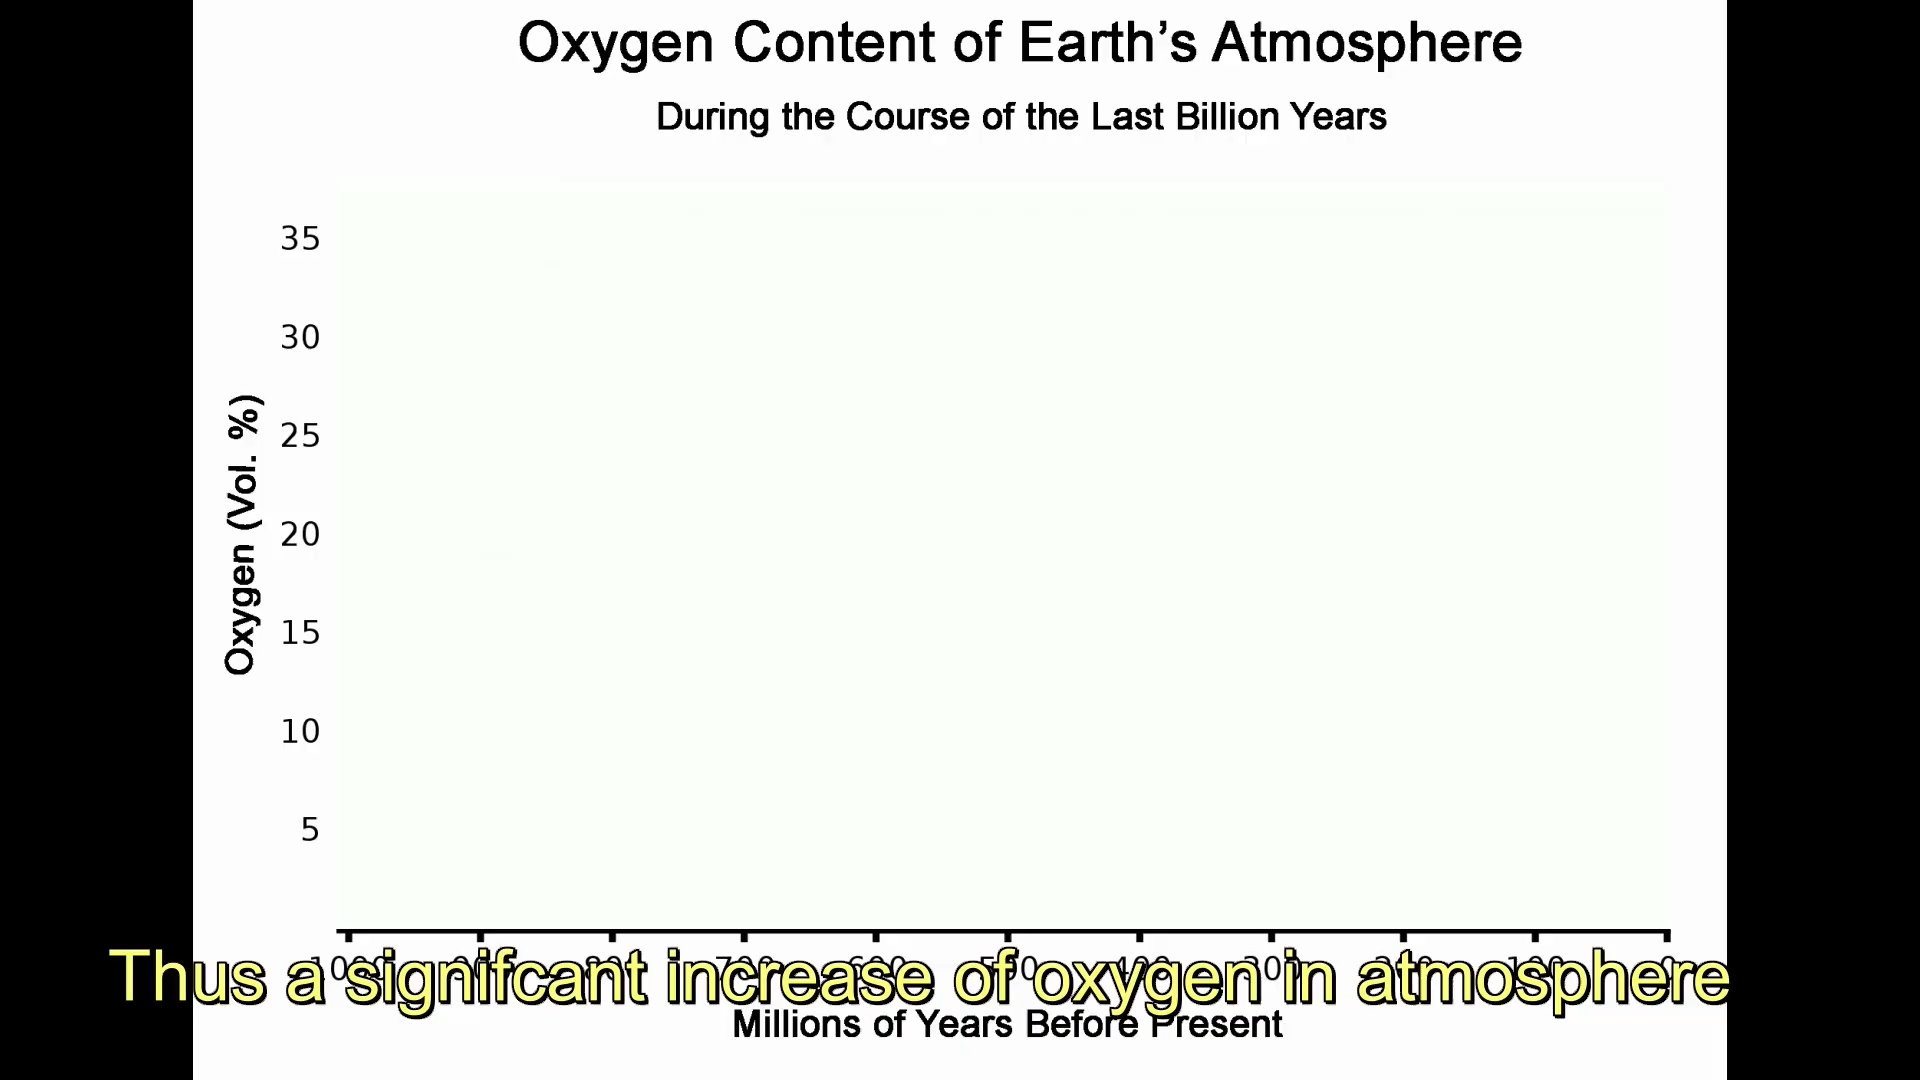 Oxygen Content of Earth’s Atmosphere
During the Course of the Last Billion Years
Oxygen (Vol. %)
35
30
25
20
15
10
5
Thus a signifcant increase of oxygen in atmosphere
Millions of Years Before Present